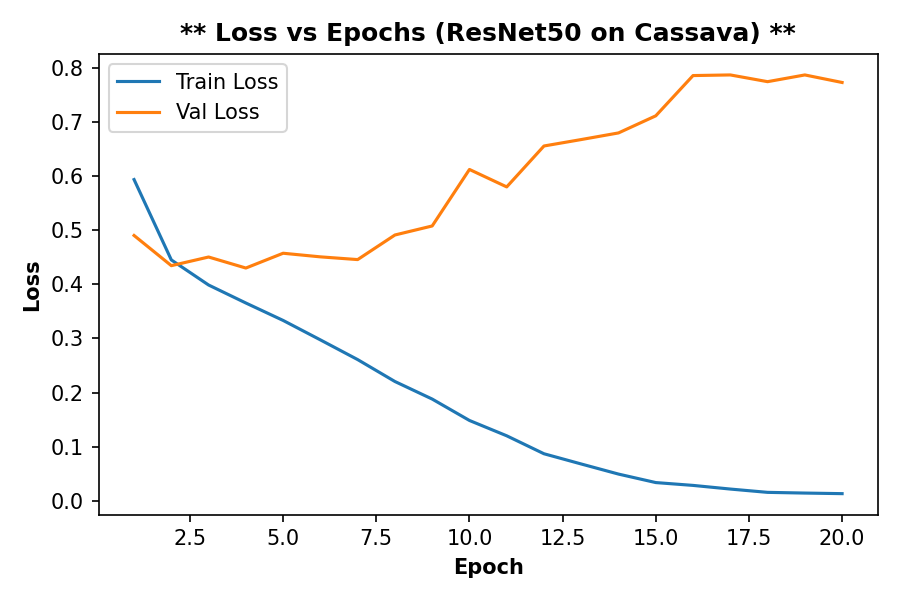 ** Loss vs Epochs (ResNet50 on Cassava) **
Train Loss
Val Loss
0.8
0.7
0.6
0.5
0.4
0.3
0.2
0.1
0.0
Loss
2.5 5.0 7.5 10.0 12.5 15.0 17.5 20.0
Epoch